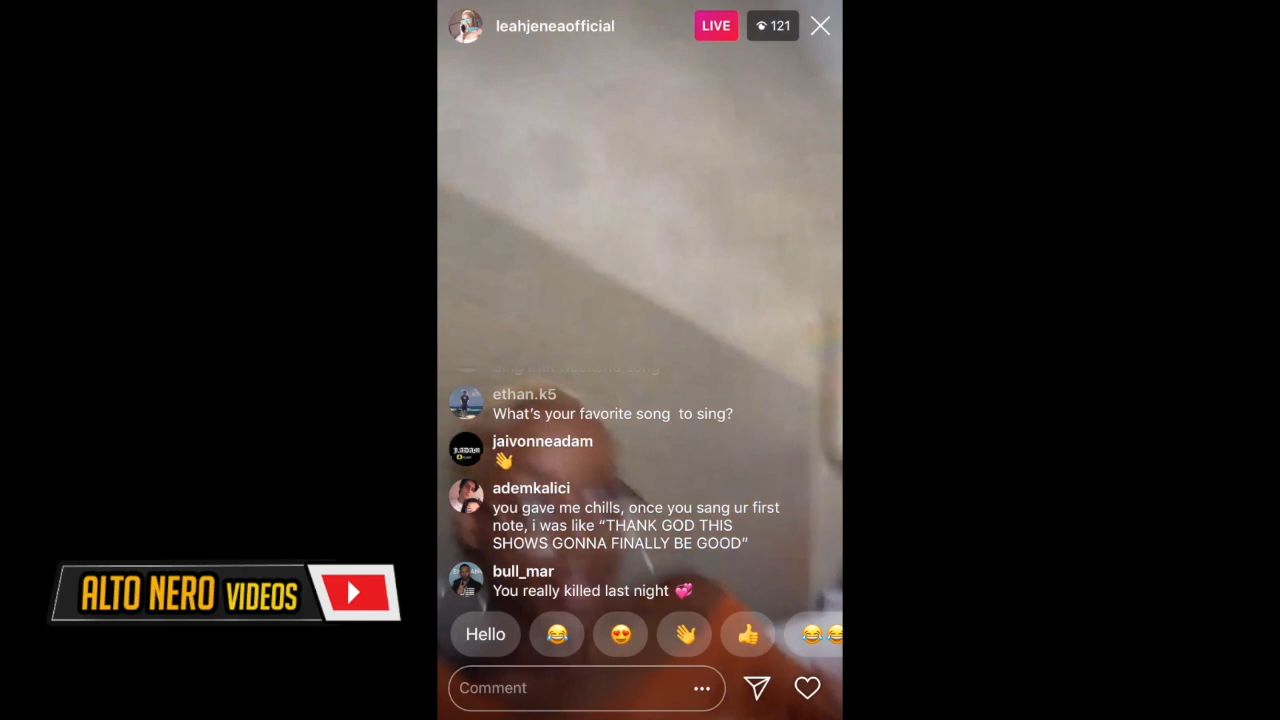 leahjeneaofficial
LIVE
121
ethan.k5
What's your favorite song to sing?
jaivonneadam
J.ADAM
ademkalici
you gave me chills, once you sang ur first
note, i was like “THANK GOD THIS
SHOWS GONNA FINALLY BE GOOD”
bull_mar
You really killed last night 💞
ALTO NERO VIDEOS
Hello
Comment